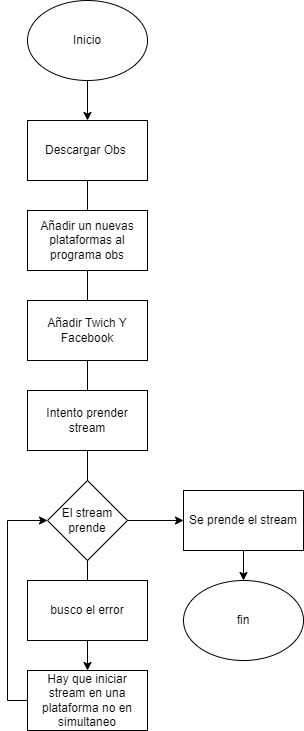 Inicio
Descargar Obs
Añadir un nuevas
plataformas al
programa obs
Añadir Twich Y
Facebook
Intento prender
stream
El stream
prende
Se prende el stream
busco el error
fin
Hay que iniciar
stream en una
plataforma no en
simultaneo